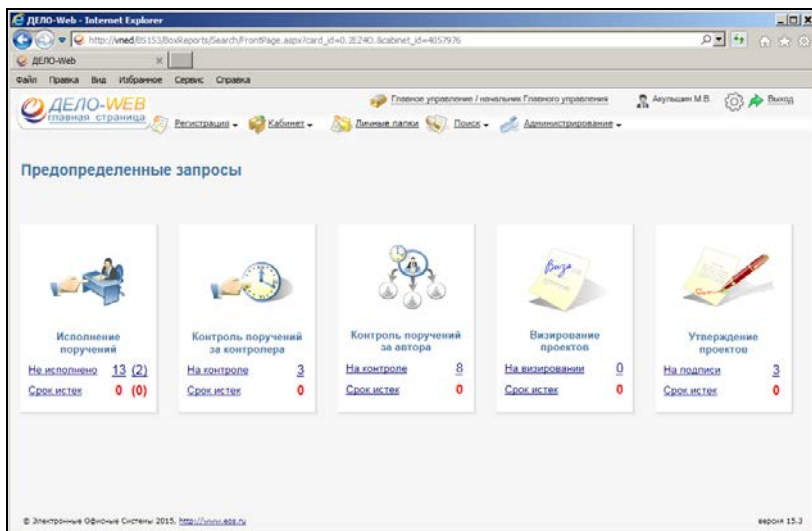 ДЕЛО-Web - Internet Explorer
http://vned/BS153/BoxReports/Search/FrontPage.aspx?card_id=0.2E24O.&cabinet_id=4057976
ДЕЛО-Web
Файл Правка Вид Избранное Сервис Справка
ДЕЛО-WEB
главная страница
Главное управление / начальник Главного управления
Акульшин М.В.
Выход
Регистрация Кабинет Личные папки Поиск Администрирование
Предопределенные запросы
Исполнение
поручений
Не исполнено 13 (2)
Срок истек 0 (0)
Контроль поручений
за контролера
На контроле 3
Срок истек 0
Контроль поручений
за автора
На контроле 8
Срок истек 0
Виза
Визирование
проектов
На визировании 0
Срок истек 0
Утверждение
проектов
На подписи 3
Срок истек 0
© Электронные Офисные Системы 2015, http://www.eos.ru
версия 15.3